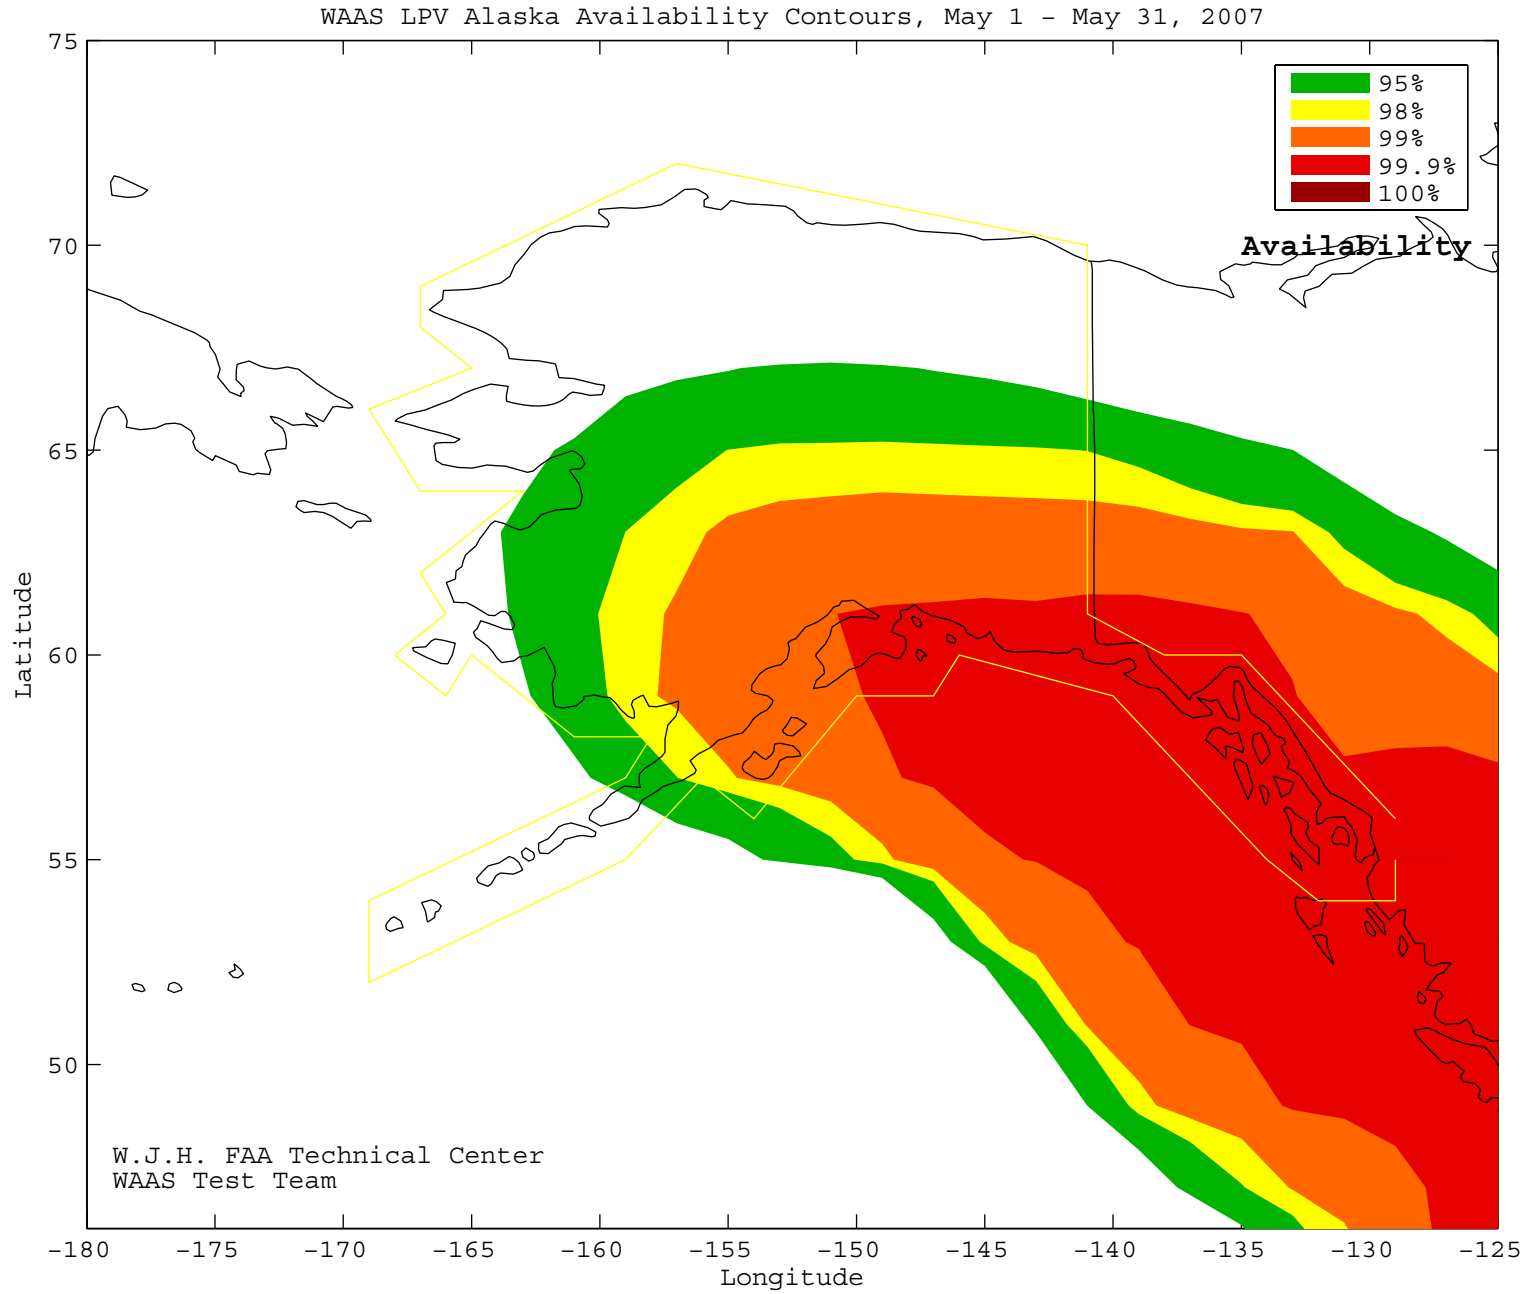 WAAS LPV Alaska Availability Contours, May 1 – May 31, 2007
75
70
65
60
55
50
Latitude
95%
98%
99%
99.9%
100%
Availability
W.J.H. FAA Technical Center
WAAS Test Team
−180 −175 −170 −165 −160 −155 −150 −145 −140 −135 −130 −125
Longitude